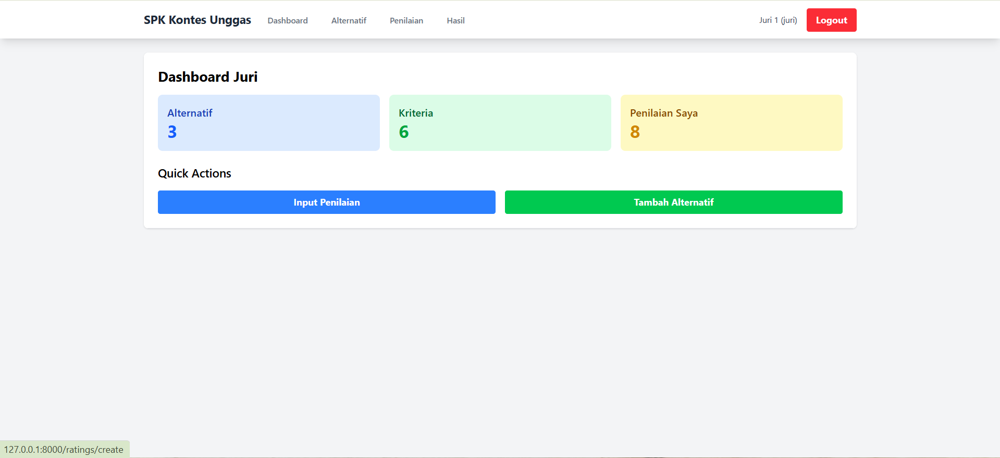 SPK Kontes Unggas Dashboard Alternatif Penilaian Hasil Juri 1 (juri) Logout
Dashboard Juri
Alternatif Kriteria Penilaian Saya
3 6 8
Quick Actions
Input Penilaian Tambah Alternatif
127.0.0.1:8000/ratings/create